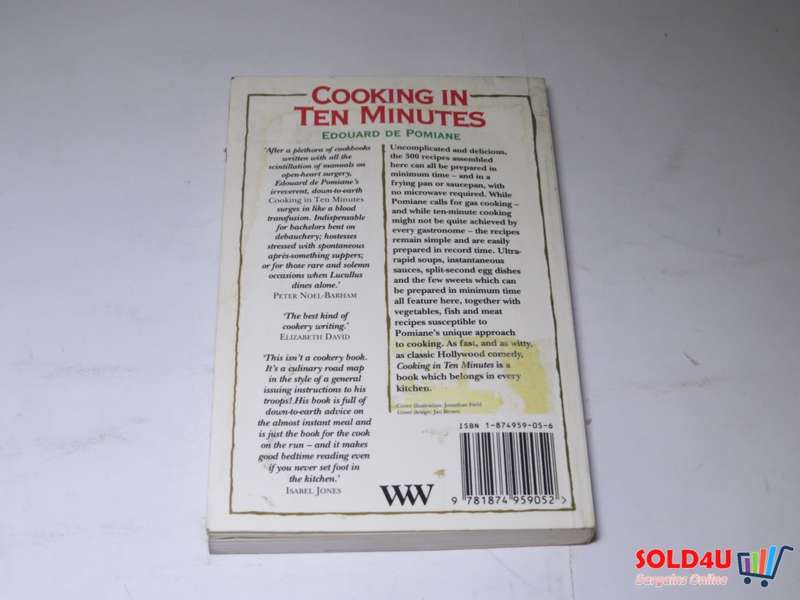 COOKING IN
TEN MINUTES
EDOUARD DE POMIANE
'After a plethora of cookbooks
written with all the
scintillation of manuals on
open-heart surgery,
Edouard de Pomiane's
irreverent, down-to-earth
Cooking in Ten Minutes
surges in like a blood
transfusion. Indispensable
for bachelors bent on
debauchery; hostesses
stressed with spontaneous
après-something suppers;
or for those rare and solemn
occasions when Lucullus
dines alone.'
PETER NOEL-BARHAM
'The best kind of
cookery writing.'
ELIZABETH DAVID
'This isn't a cookery book.
It's a culinary road map
in the style of a general
issuing instructions to his
troops! His book is full of
down-to-earth advice on
the almost instant meal and
is just the book for the cook
on the run – and it makes
good bedtime reading even
if you never set foot in
the kitchen.'
ISABEL JONES
Uncomplicated and delicious,
the 300 recipes assembled
here can all be prepared in
minimum time – and in a
frying pan or saucepan, with
no microwave required. While
Pomiane calls for gas cooking –
and while ten-minute cooking
might not be quite achieved by
every gastronome – the recipes
remain simple and are easily
prepared in record time. Ultra-
rapid soups, instantaneous
sauces, split-second egg dishes
and the few sweets which can
be prepared in minimum time
all feature here, together with
vegetables, fish and meat
recipes susceptible to
Pomiane's unique approach
to cooking. As fast, and as witty,
as classic Hollywood comedy,
Cooking in Ten Minutes is a
book which belongs in every
kitchen.
Cover illustration: Jonathan Field
Cover design: Jan Brown
ISBN 1-874959-05-6
9 781874 959052 >
WW
SOLD4U
Bargains Online